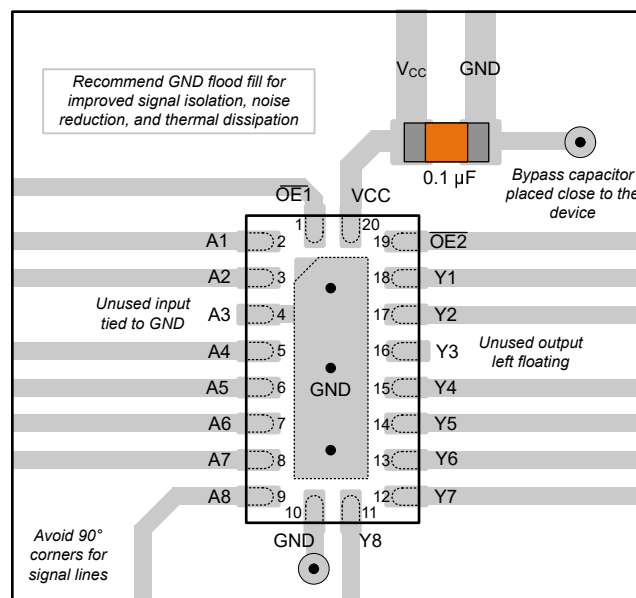 Recommend GND flood fill for
improved signal isolation, noise
reduction, and thermal dissipation
V_CC GND
0.1 µF
Bypass capacitor
placed close to the
device
O̅E̅1̅ VCC
1 20
A1 2 19 O̅E̅2̅
A2 3 18 Y1
Unused input
tied to GND
A3 4 17 Y2
A4 5 16 Y3
Unused output
left floating
A5 6 GND 15 Y4
A6 7 14 Y5
A7 8 13 Y6
A8 9 12 Y7
10 11
GND Y8
Avoid 90°
corners for
signal lines